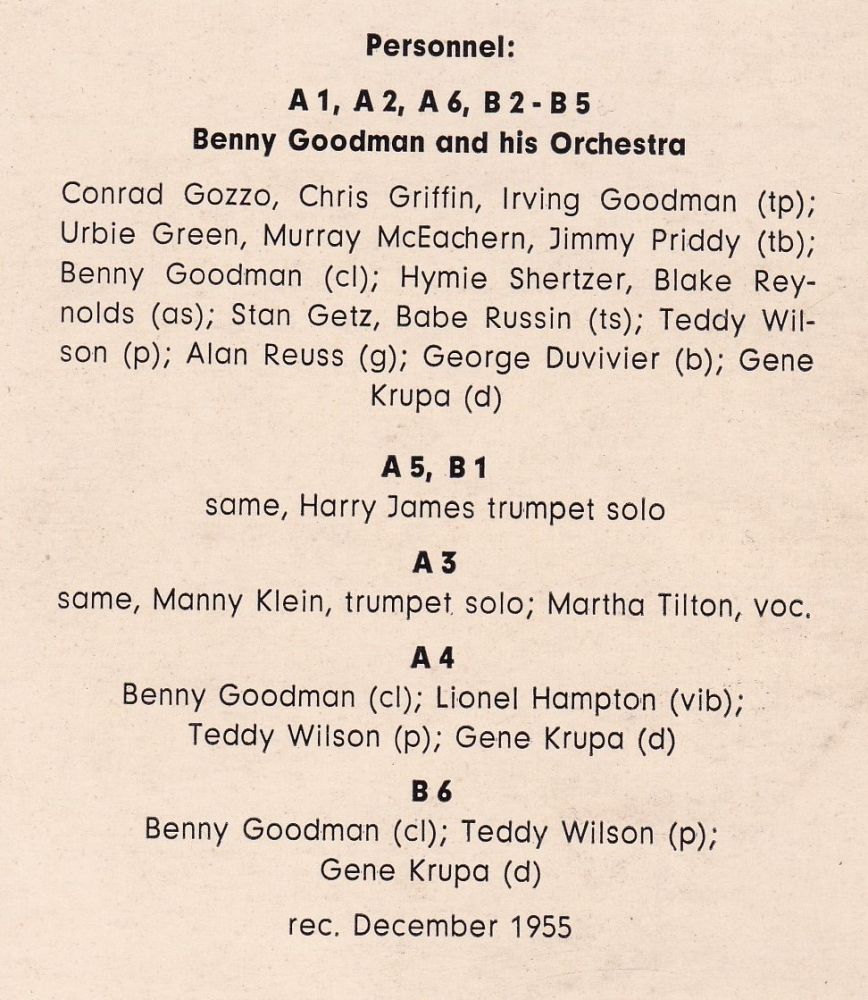 Personnel:
A 1, A 2, A 6, B 2 - B 5
Benny Goodman and his Orchestra
Conrad Gozzo, Chris Griffin, Irving Goodman (tp);
Urbie Green, Murray McEachern, Jimmy Priddy (tb);
Benny Goodman (cl); Hymie Shertzer, Blake Rey-
nolds (as); Stan Getz, Babe Russin (ts); Teddy Wil-
son (p); Alan Reuss (g); George Duvivier (b); Gene
Krupa (d)
A 5, B 1
same, Harry James trumpet solo
A 3
same, Manny Klein, trumpet solo; Martha Tilton, voc.
A 4
Benny Goodman (cl); Lionel Hampton (vib);
Teddy Wilson (p); Gene Krupa (d)
B 6
Benny Goodman (cl); Teddy Wilson (p);
Gene Krupa (d)
rec. December 1955